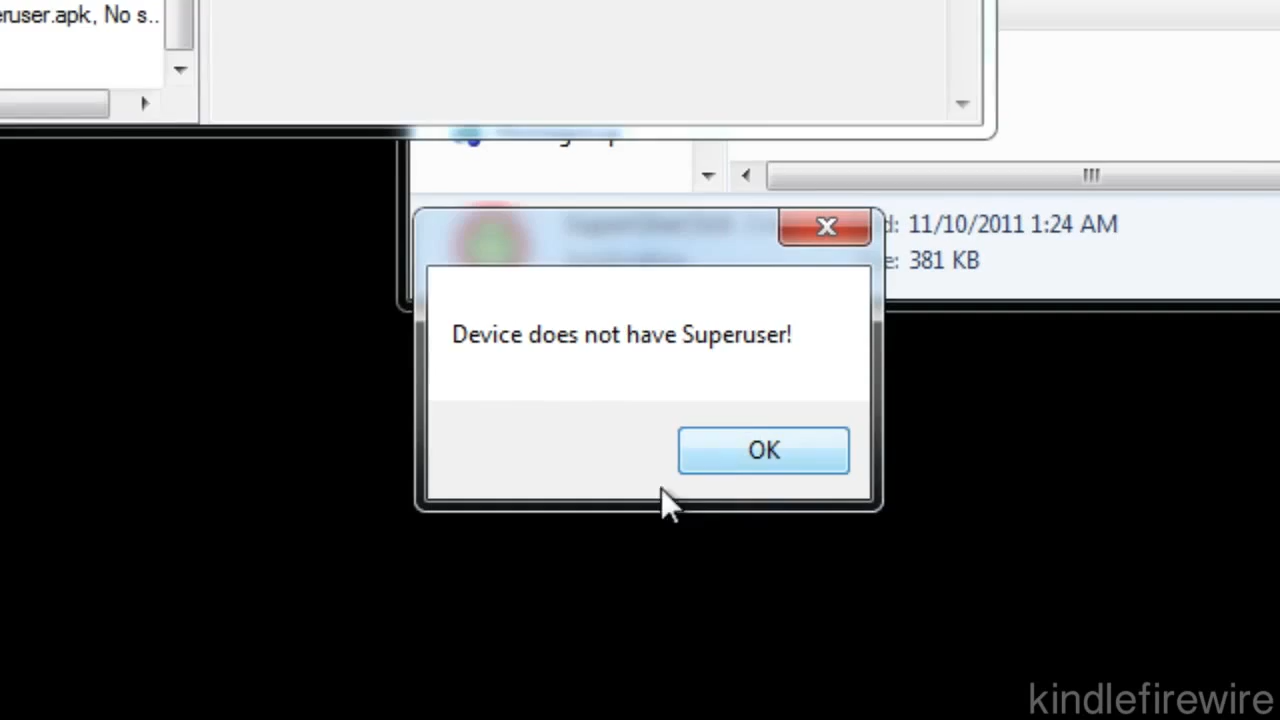 eruser.apk, No s..
d: 11/10/2011 1:24 AM
e: 381 KB
Device does not have Superuser!
OK
kindlefirewire